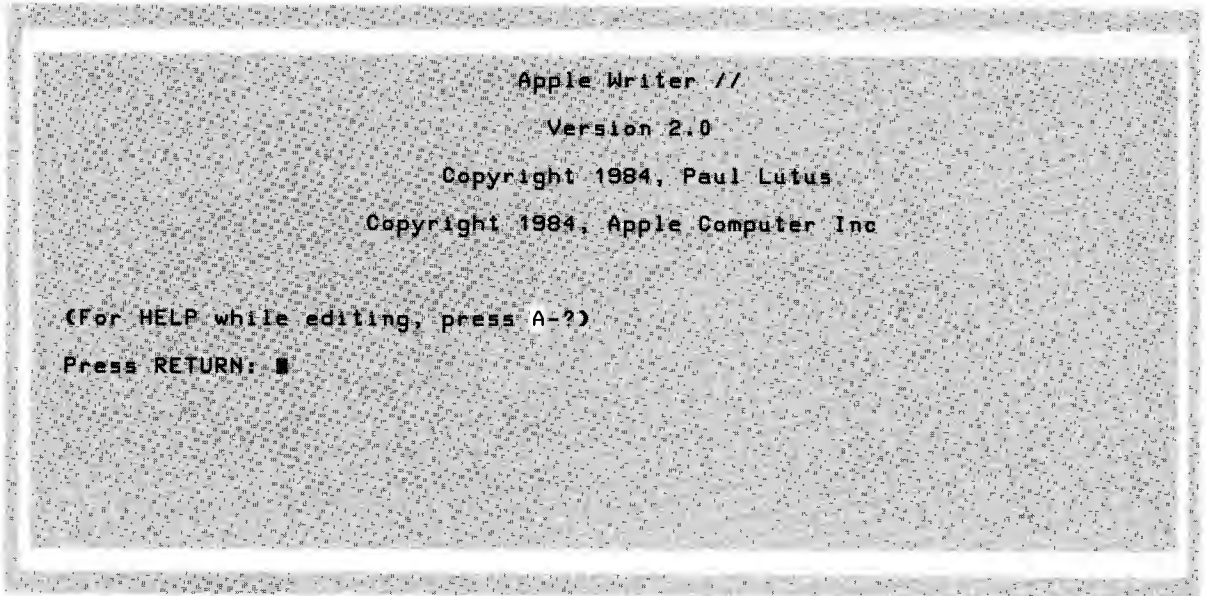 Apple Writer //
Version 2.0
Copyright 1984, Paul Lutus
Copyright 1984, Apple Computer Inc
(For HELP while editing, press A-?)
Press RETURN: